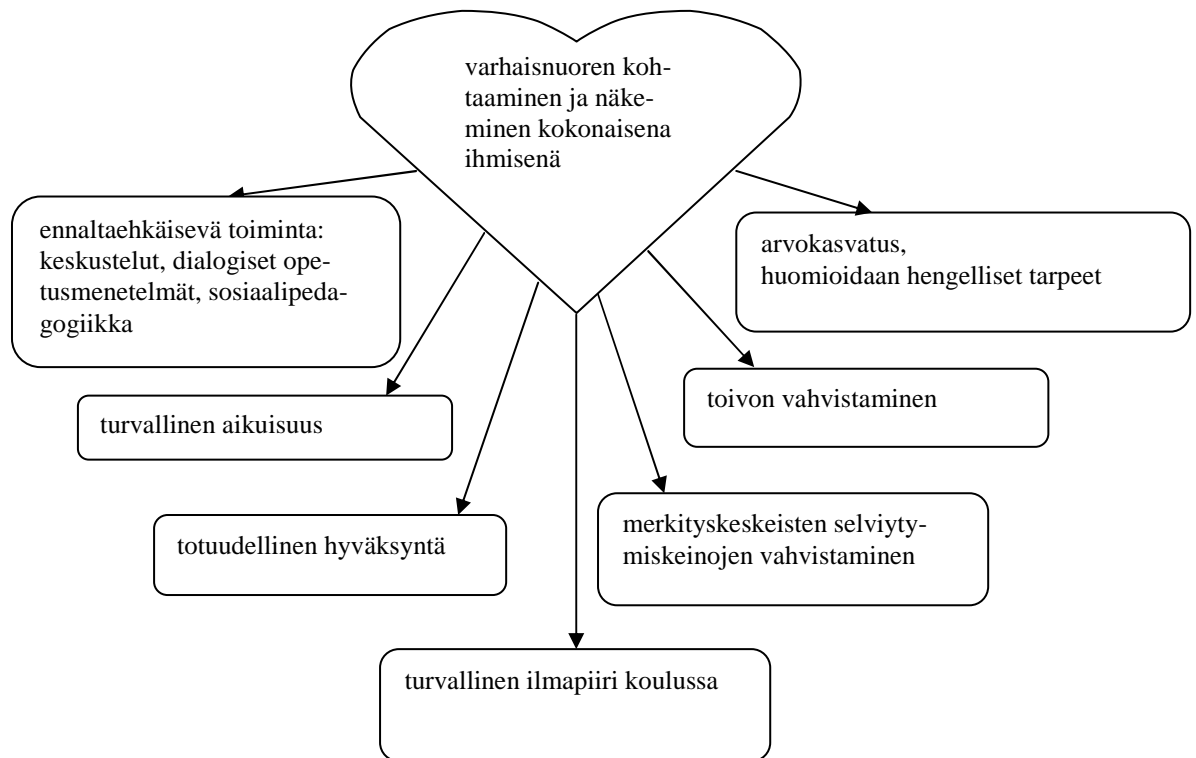 varhaisnuoren koh-
taaminen ja näke-
minen kokonaisena
ihmisenä
ennaltaehkäisevä toiminta:
keskustelut, dialogiset ope-
tusmenetelmät, sosiaalipeda-
gogiikka
arvokasvatus,
huomioidaan hengelliset tarpeet
turvallinen aikuisuus
toivon vahvistaminen
totuudellinen hyväksyntä
merkityskeskeisten selviyty-
miskeinojen vahvistaminen
turvallinen ilmapiiri koulussa